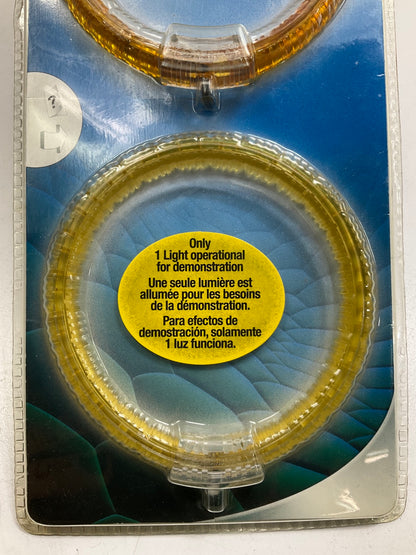 ?
Only
1 Light operational
for demonstration
Une seule lumière est
allumée pour les besoins
de la démonstration.
Para efectos de
demostración, solamente
1 luz funciona.